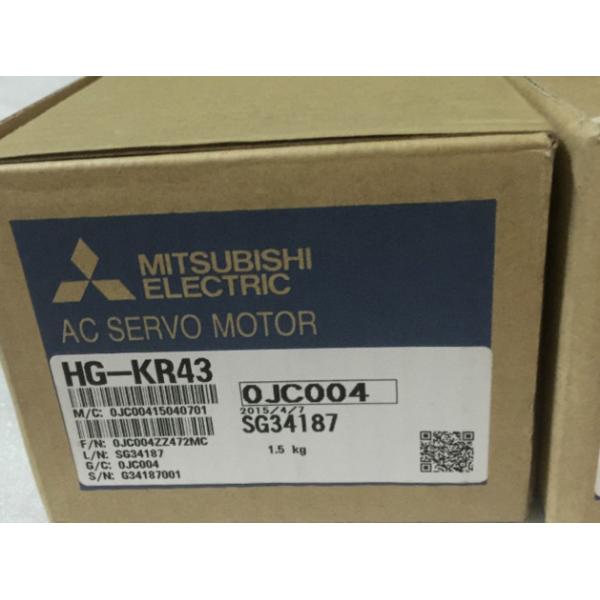 MITSUBISHI
ELECTRIC
AC SERVO MOTOR
HG-KR43
0JC004
M/C: 0JC00415040701
2015/4/7
SG34187
F/N: 0JC004ZZ472MC
L/N: SG34187
1.5 kg
G/C: 0JC004
S/N: G34187001